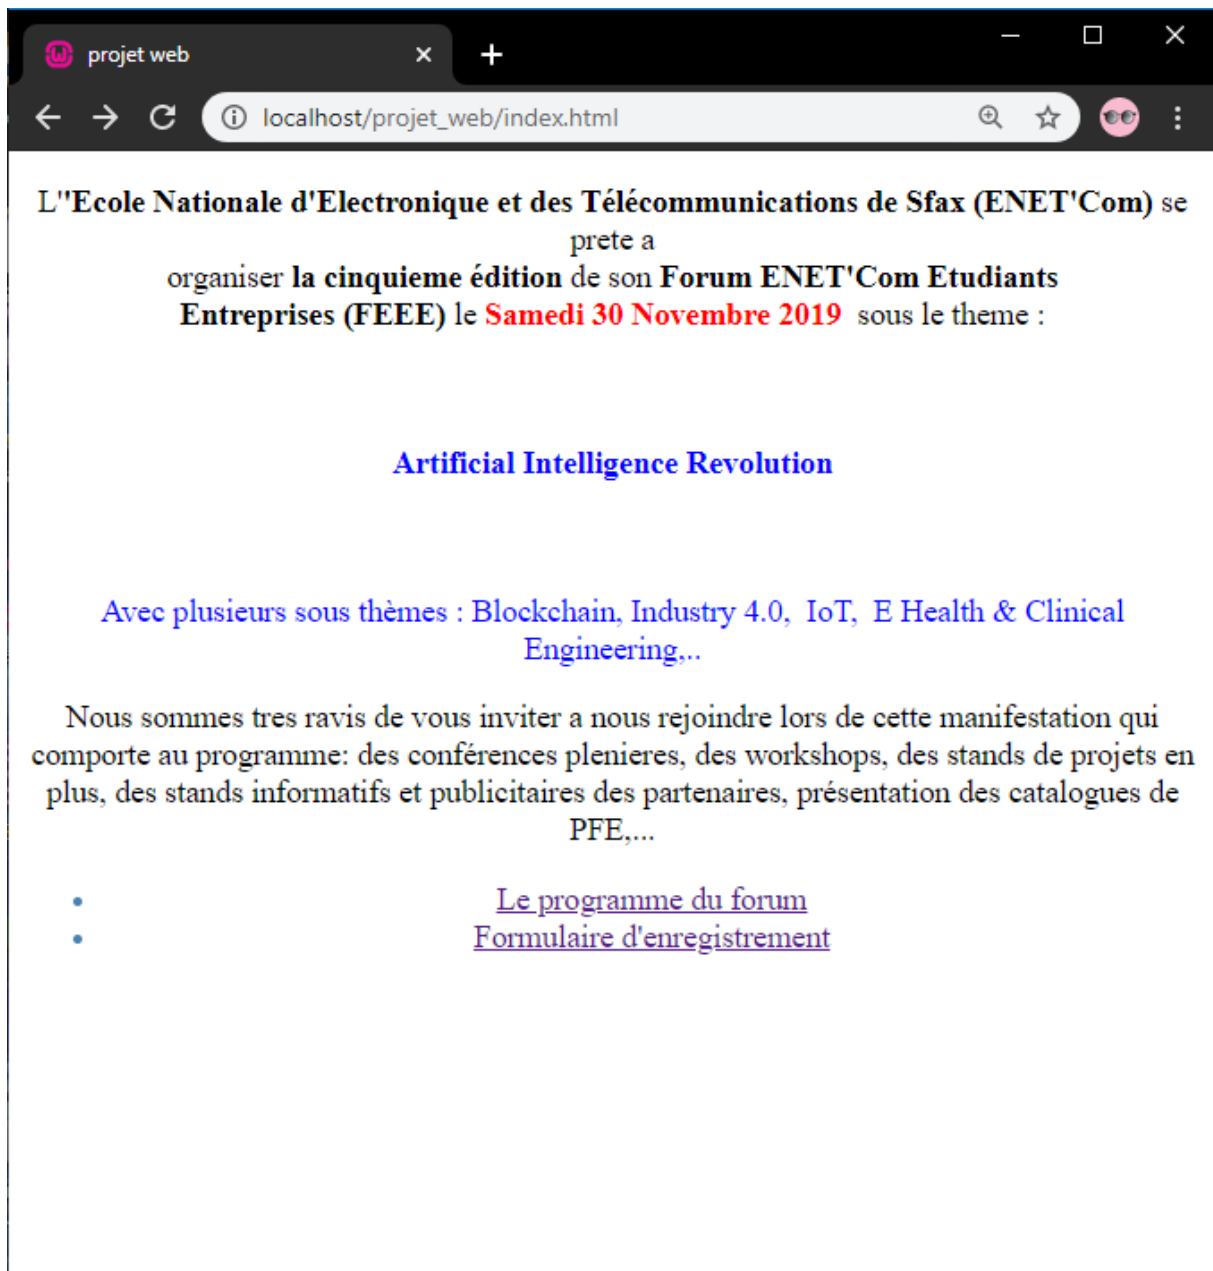 projet web
localhost/projet_web/index.html
L''Ecole Nationale d'Electronique et des Télécommunications de Sfax (ENET'Com) se
prete a
organiser la cinquieme édition de son Forum ENET'Com Etudiants
Entreprises (FEEE) le Samedi 30 Novembre 2019  sous le theme :
Artificial Intelligence Revolution
Avec plusieurs sous thèmes : Blockchain, Industry 4.0,  IoT,  E Health & Clinical
Engineering,..
Nous sommes tres ravis de vous inviter a nous rejoindre lors de cette manifestation qui
comporte au programme: des conférences plenieres, des workshops, des stands de projets en
plus, des stands informatifs et publicitaires des partenaires, présentation des catalogues de
PFE,...
• Le programme du forum
• Formulaire d'enregistrement